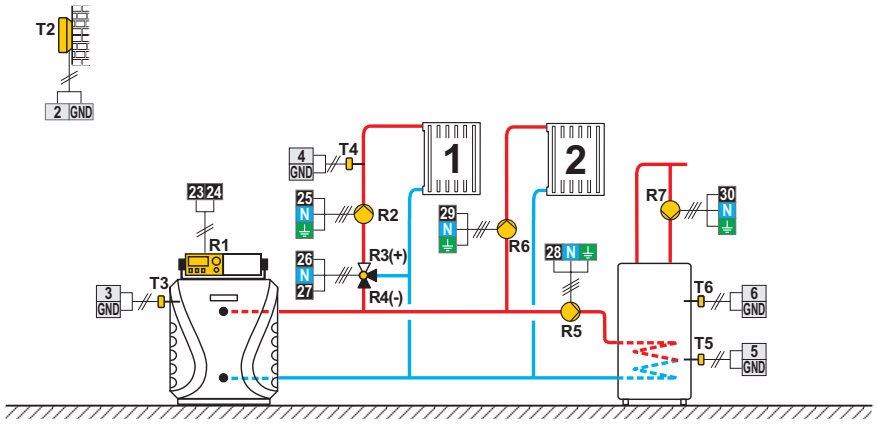 T2
2 GND
T4
4
GND
1
2
23 24
R1
25
N
R2
29
N
R6
R7
30
N
26
N
27
R3(+)
R4(-)
28 N
R5
3
GND
T3
T6
6
GND
T5
5
GND